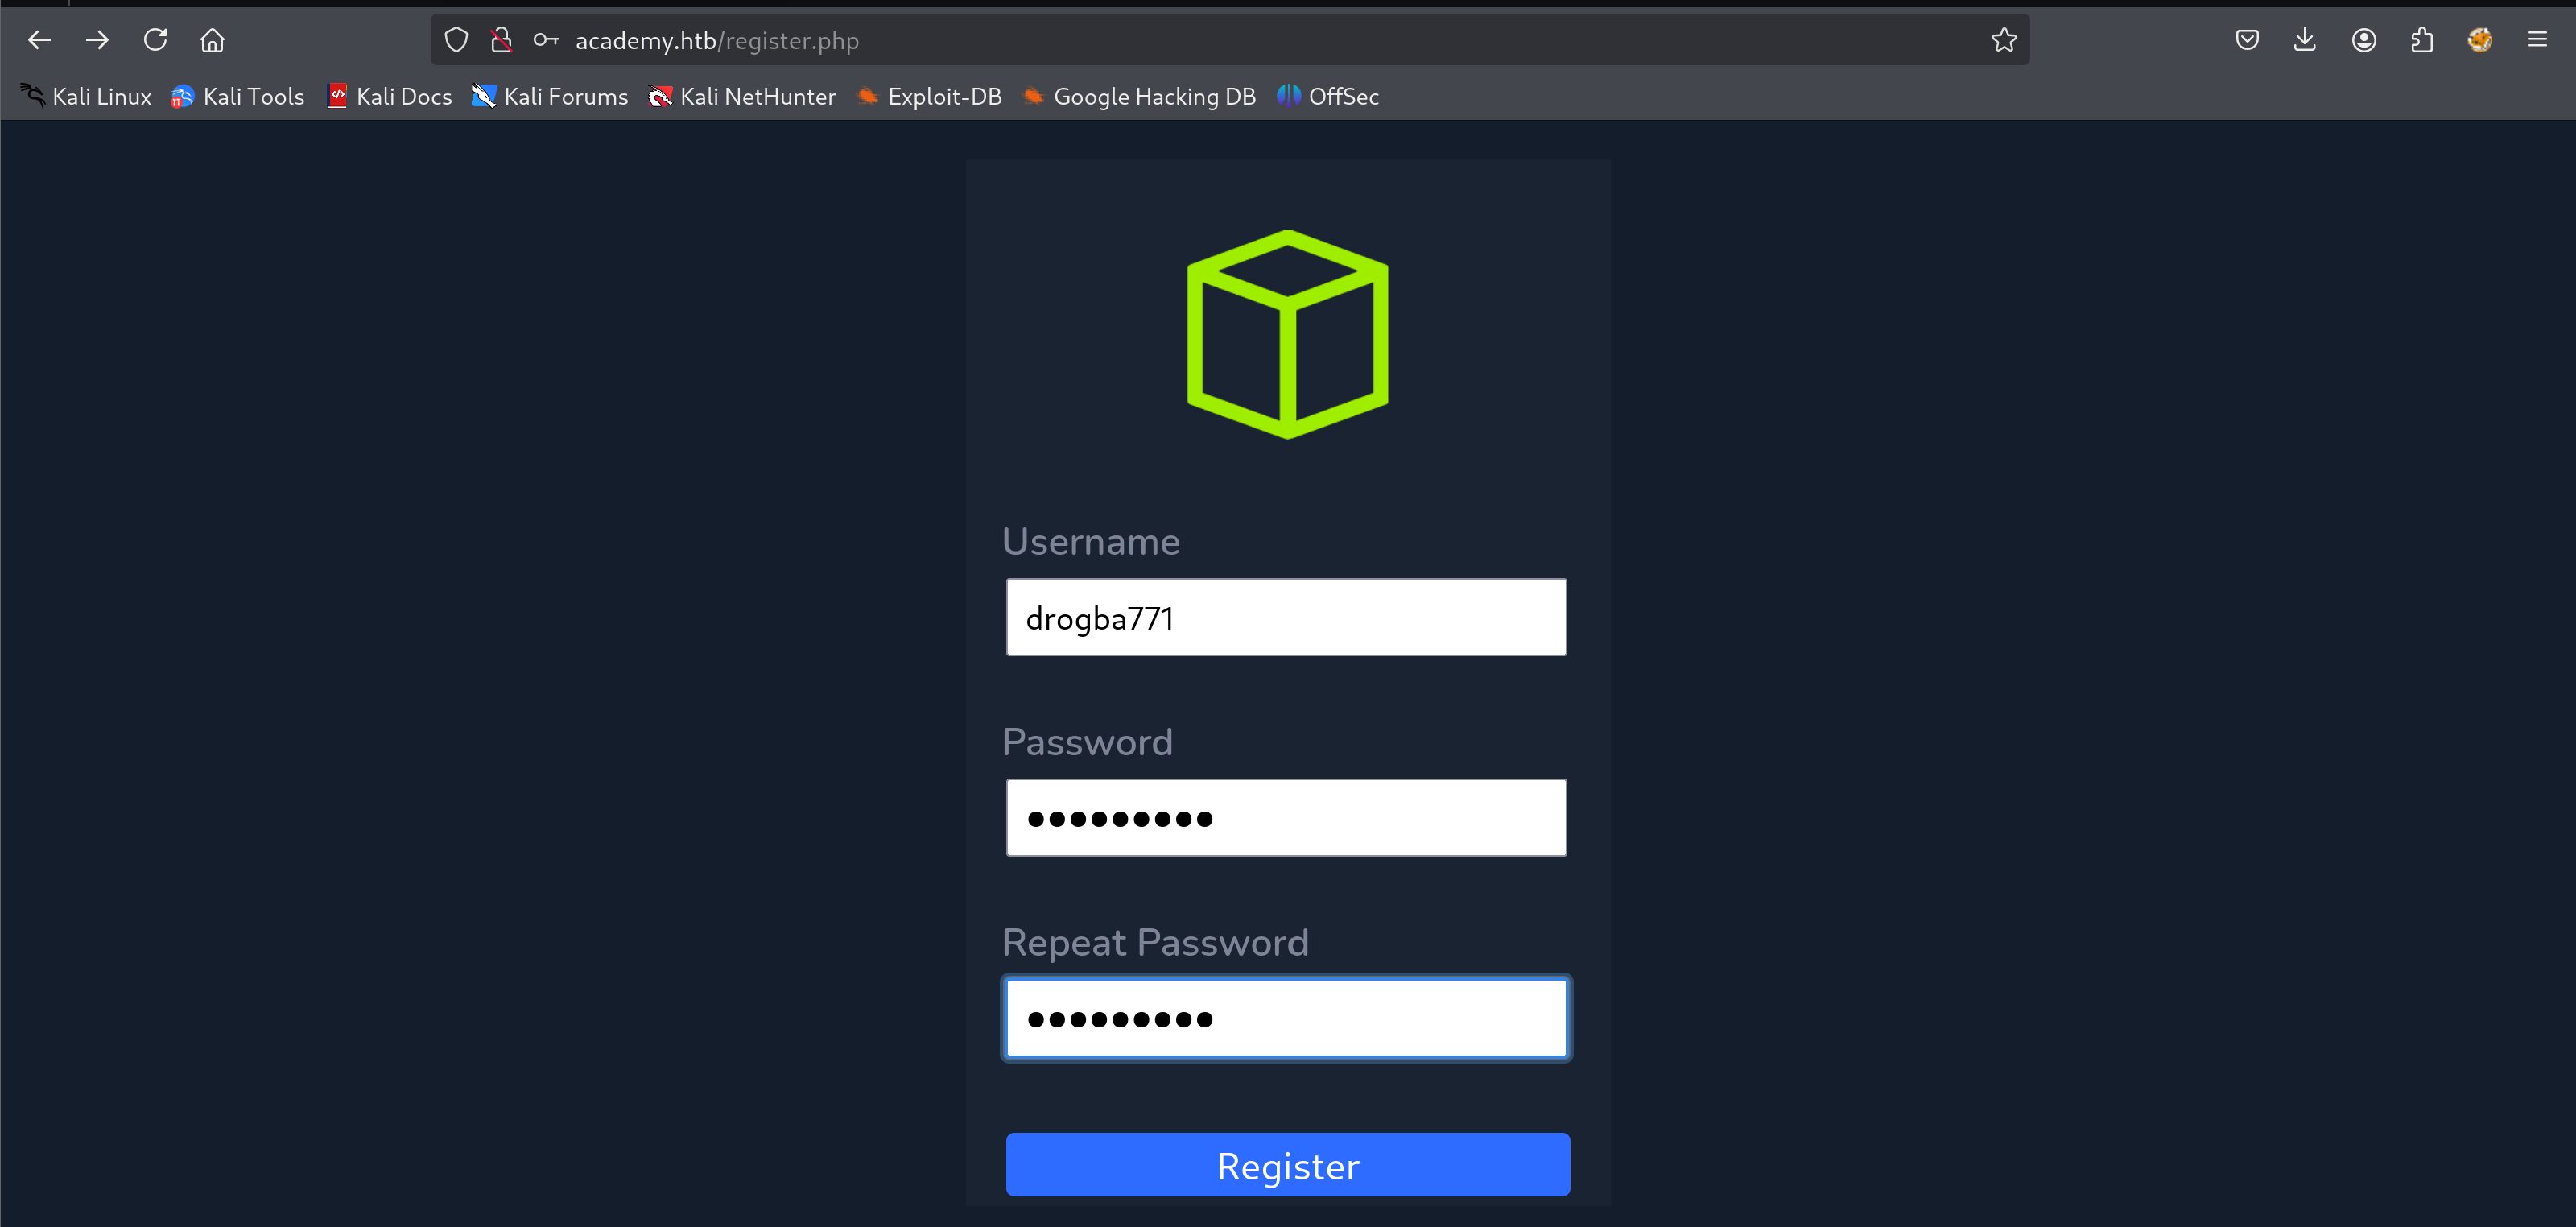 academy.htb/register.php
Kali Linux Kali Tools Kali Docs Kali Forums Kali NetHunter Exploit-DB Google Hacking DB OffSec
Username
drogba771
Password
Repeat Password
Register